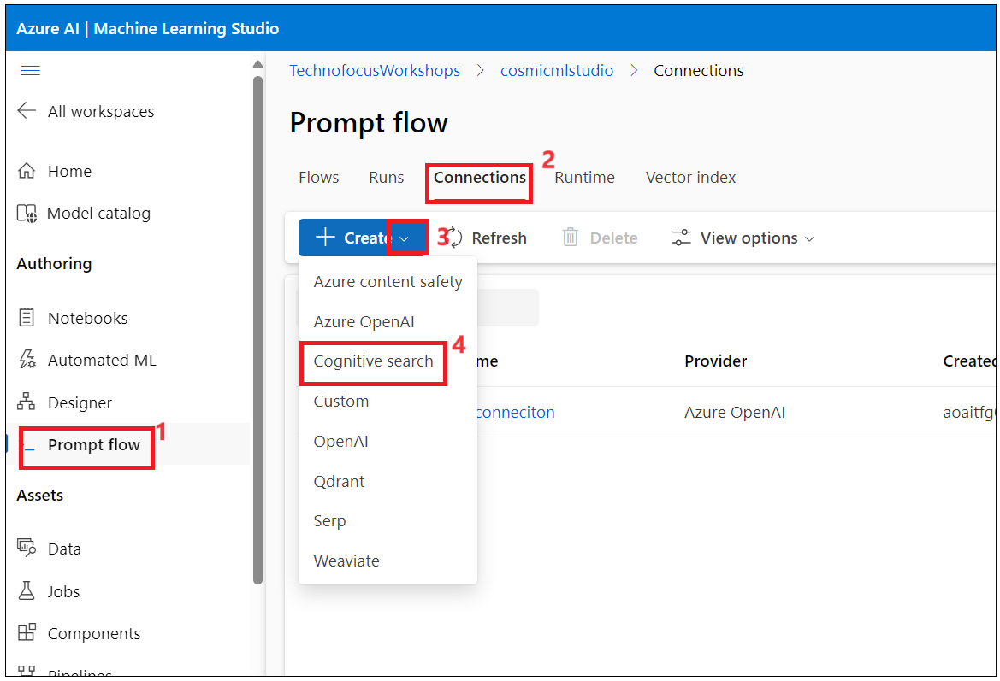 Azure AI | Machine Learning Studio
All workspaces
Home
Model catalog
Authoring
Notebooks
Automated ML
Designer
Prompt flow
1
Assets
Data
Jobs
Components
Pipelines
TechnofocusWorkshops > cosmicmlstudio > Connections
Prompt flow
Flows Runs Connections 2 Runtime Vector index
Create 3 Refresh Delete View options
Azure content safety
Azure OpenAI
Cognitive search 4
Custom
OpenAI
Qdrant
Serp
Weaviate
me Provider Created
conneciton Azure OpenAI aoaitfg